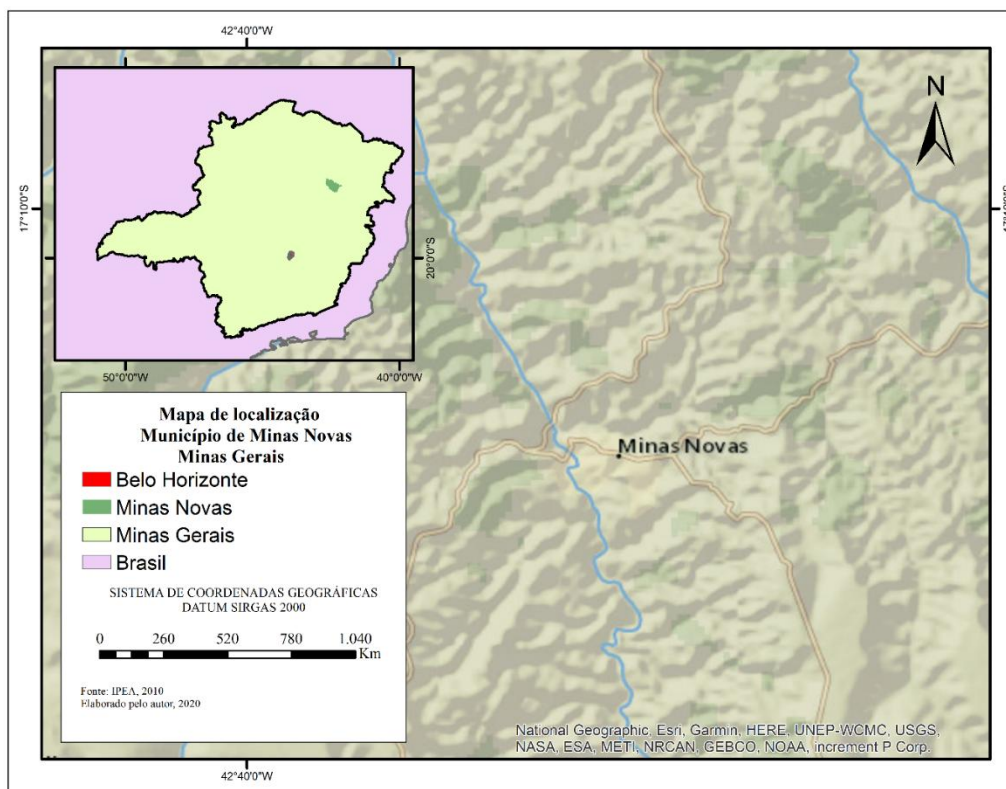 42°40'0"W
N
17°10'0"S
17°10'0"S
20°0'0"S
50°0'0"W
40°0'0"W
Minas Novas
Mapa de localização
Município de Minas Novas
Minas Gerais
Belo Horizonte
Minas Novas
Minas Gerais
Brasil
SISTEMA DE COORDENADAS GEOGRÁFICAS
DATUM SIRGAS 2000
0 260 520 780 1.040
Km
Fonte: IPEA, 2010
Elaborado pelo autor, 2020
National Geographic, Esri, Garmin, HERE, UNEP-WCMC, USGS,
NASA, ESA, METI, NRCAN, GEBCO, NOAA, increment P Corp.
42°40'0"W